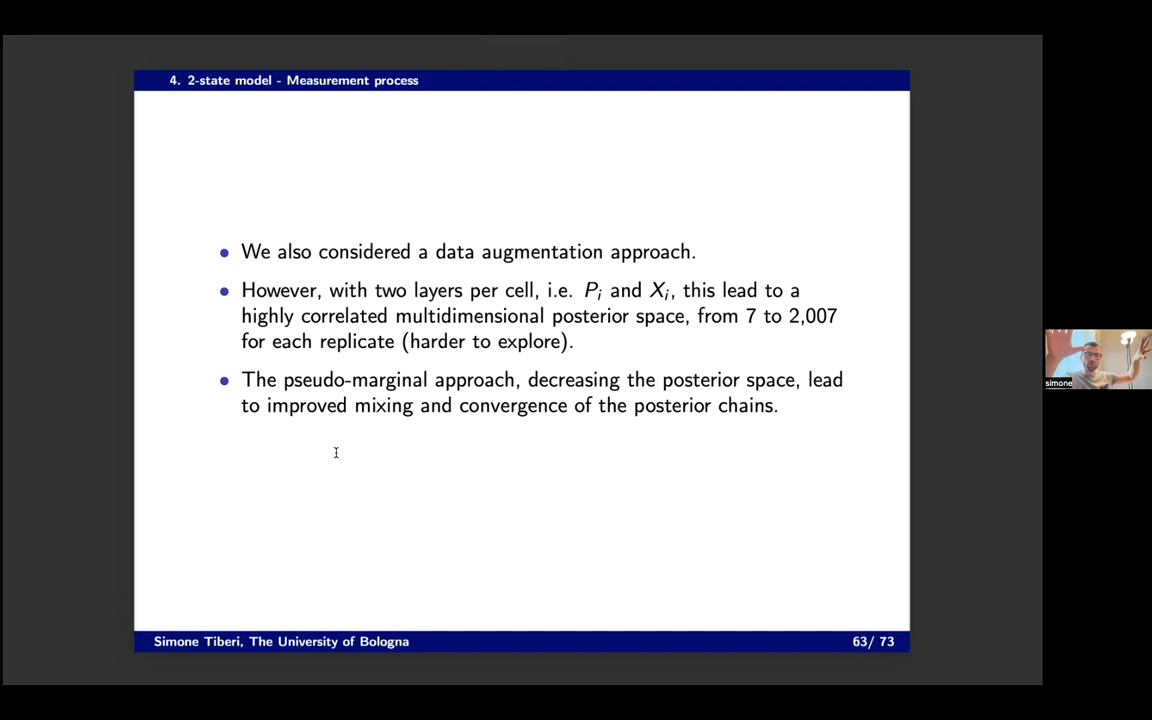 4. 2-state model - Measurement process
• We also considered a data augmentation approach.
• However, with two layers per cell, i.e. Pᵢ and Xᵢ, this lead to a
highly correlated multidimensional posterior space, from 7 to 2,007
for each replicate (harder to explore).
• The pseudo-marginal approach, decreasing the posterior space, lead
to improved mixing and convergence of the posterior chains.
simone
Simone Tiberi, The University of Bologna 63/ 73